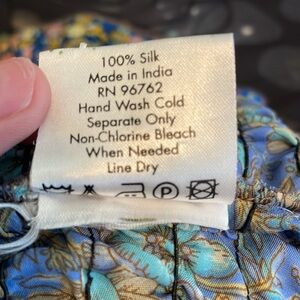 100% Silk
Made in India
RN 96762
Hand Wash Cold
Separate Only
Non-Chlorine Bleach
When Needed
Line Dry
P